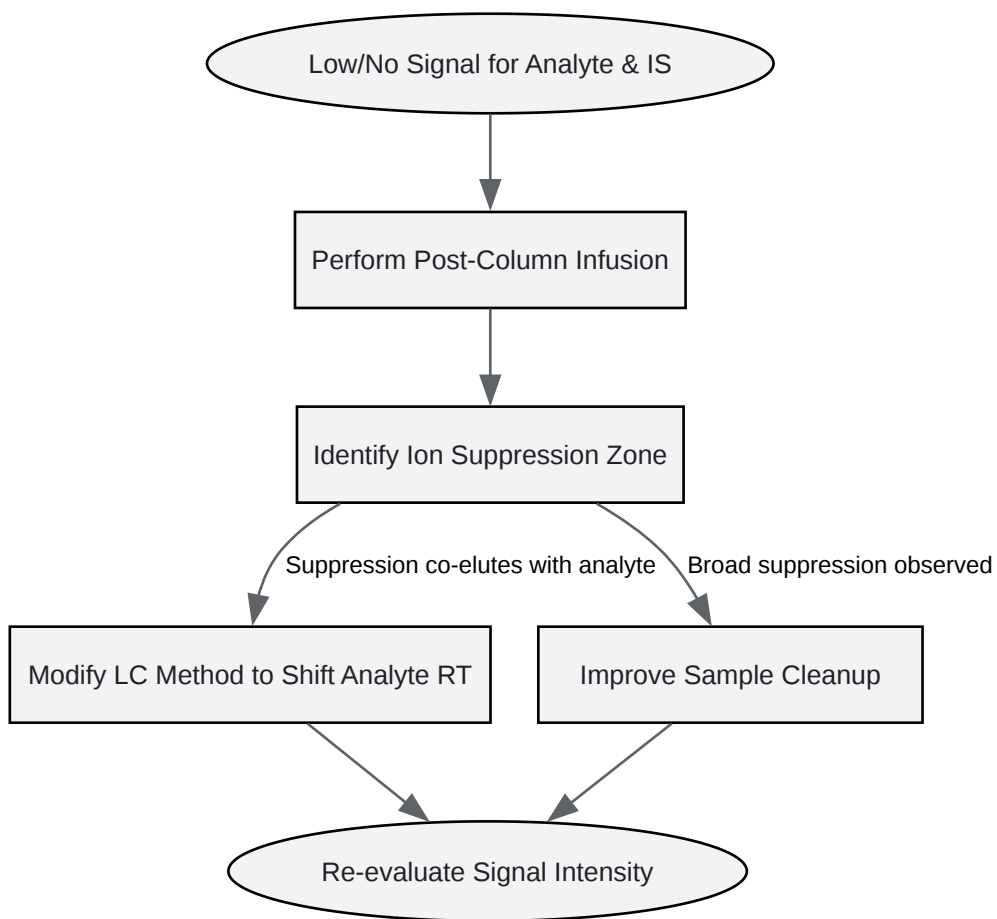 Low/No Signal for Analyte & IS
Perform Post-Column Infusion
Identify Ion Suppression Zone
Suppression co-elutes with analyte
Broad suppression observed
Modify LC Method to Shift Analyte RT
Improve Sample Cleanup
Re-evaluate Signal Intensity